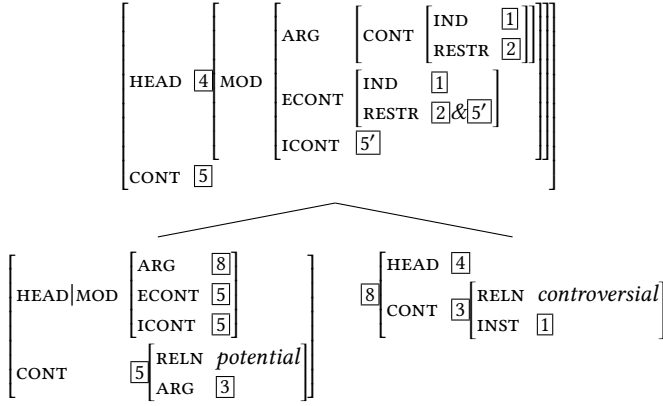 IND 1
ARG CONT
RESTR 2
HEAD 4 MOD
IND 1
ECONT
RESTR 2&5′
ICONT 5′
CONT 5
ARG 8
HEAD|MOD ECONT 5
ICONT 5
RELN potential
CONT 5
ARG 3
HEAD 4
8
RELN controversial
CONT 3
INST 1